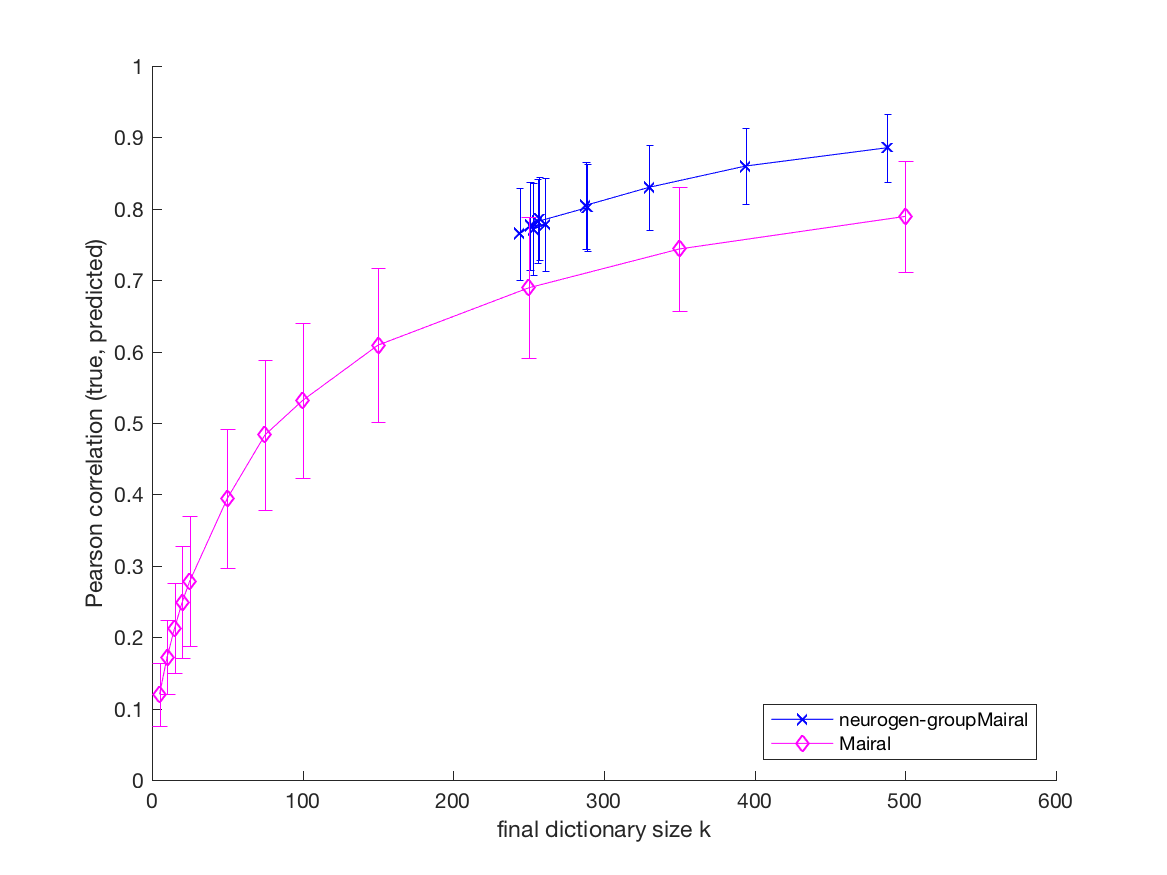 1
0.9
0.8
0.7
0.6
0.5
0.4
0.3
0.2
0.1
0
Pearson correlation (true, predicted)
neurogen-groupMairal
Mairal
0 100 200 300 400 500 600
final dictionary size k